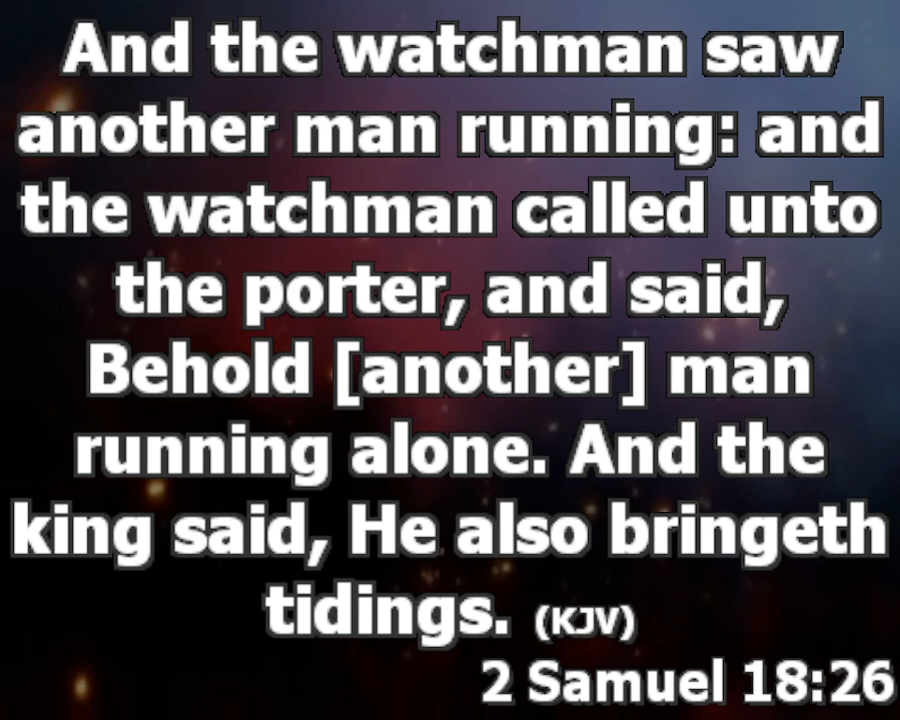 And the watchman saw
another man running: and
the watchman called unto
the porter, and said,
Behold [another] man
running alone. And the
king said, He also bringeth
tidings. (KJV)
2 Samuel 18:26